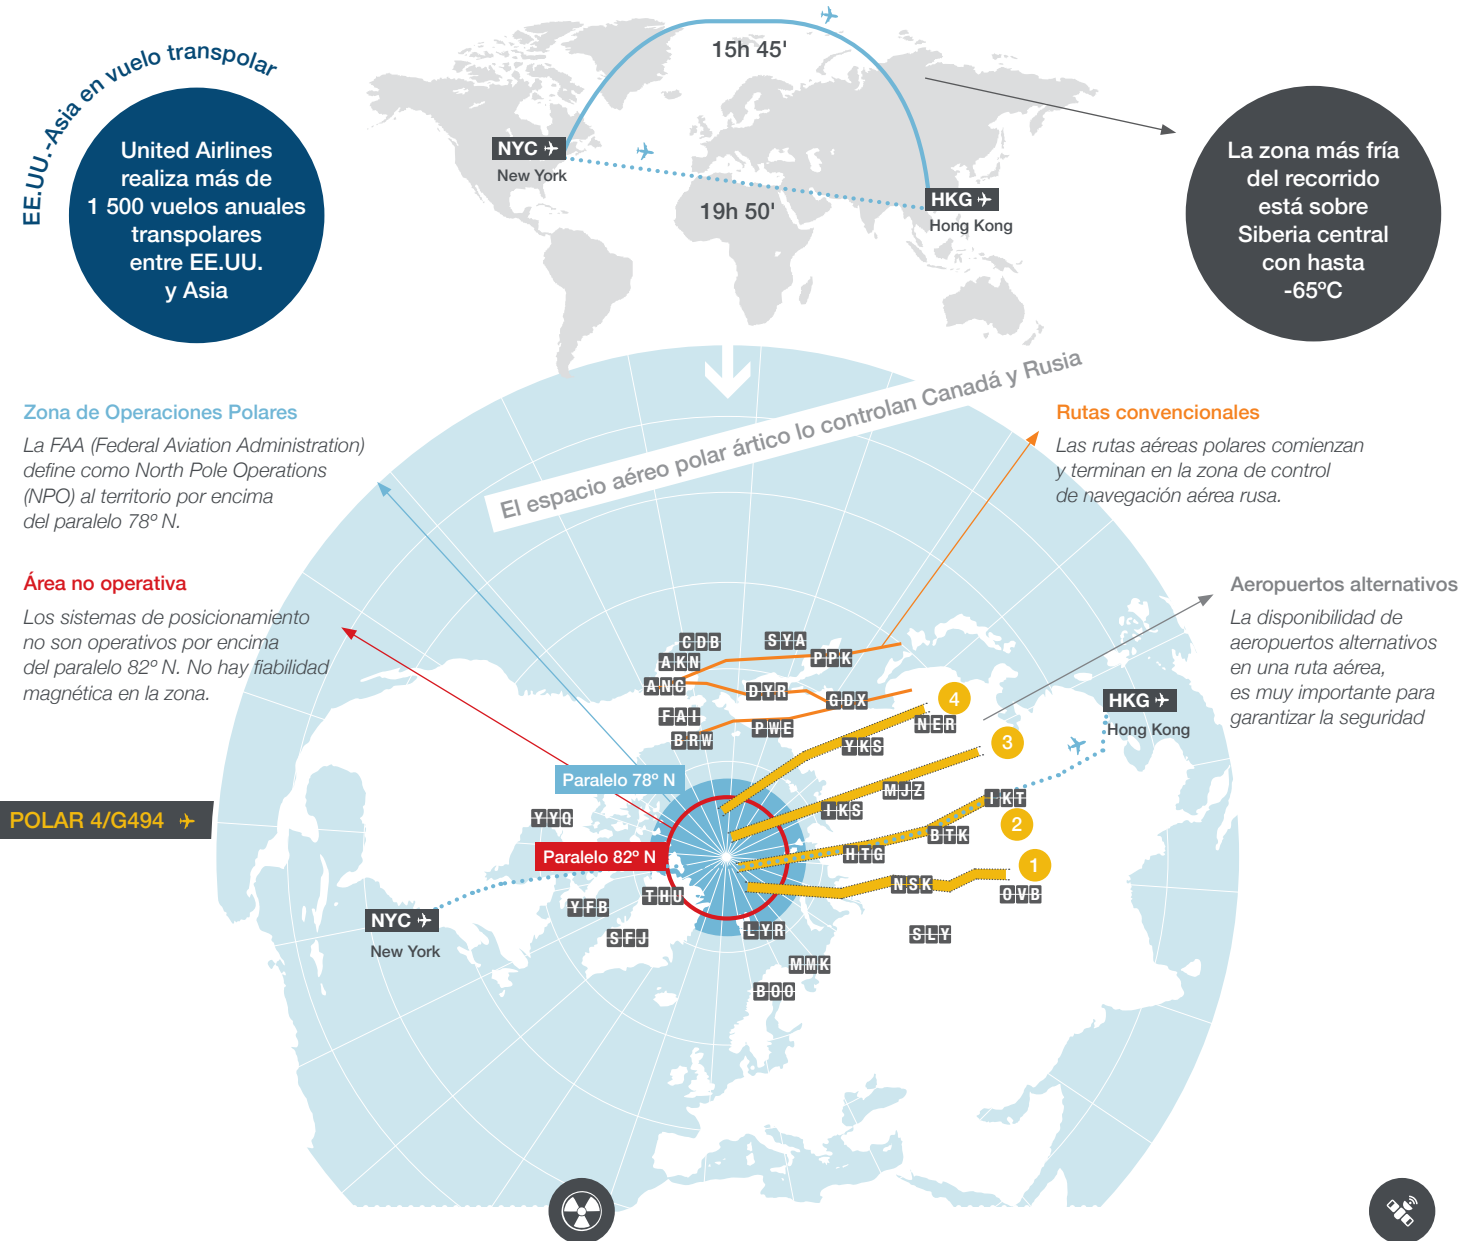 EE.UU.-Asia en vuelo transpolar
United Airlines
realiza más de
1 500 vuelos anuales
transpolares
entre EE.UU.
y Asia
15h 45'
NYC
New York
19h 50'
HKG
Hong Kong
La zona más fría
del recorrido
está sobre
Siberia central
con hasta
-65ºC
El espacio aéreo polar ártico lo controlan Canadá y Rusia
Zona de Operaciones Polares
La FAA (Federal Aviation Administration)
define como North Pole Operations
(NPO) al territorio por encima
del paralelo 78º N.
Rutas convencionales
Las rutas aéreas polares comienzan
y terminan en la zona de control
de navegación aérea rusa.
Área no operativa
Los sistemas de posicionamiento
no son operativos por encima
del paralelo 82º N. No hay fiabilidad
magnética en la zona.
Aeropuertos alternativos
La disponibilidad de
aeropuertos alternativos
en una ruta aérea,
es muy importante para
garantizar la seguridad
CDB
SYA
AKN
PPK
ANC
DYR
GDX
4
HKG
Hong Kong
FAI
PWE
NER
BRW
YKS
3
Paralelo 78º N
MJZ
IKT
IKS
POLAR 4/G494
YYQ
2
BTK
Paralelo 82º N
HTG
1
NSK
OVB
THU
YFB
NYC
New York
SFJ
LYR
SLY
MMK
BOO